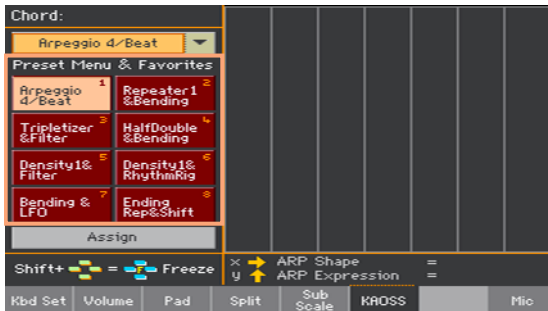 Chord:
Arpeggio 4/Beat
Preset Menu & Favorites
Arpeggio 4/Beat 1
Repeater1 &Bending 2
Tripletizer &Filter 3
HalfDouble &Bending 4
Density1& Filter 5
Density1& RhythmRig 6
Bending & LFO 7
Ending Rep&Shift 8
Assign
Shift+ = F Freeze
x ARP Shape =
y ARP Expression =
Kbd Set Volume Pad Split Sub Scale KAOSS Mic